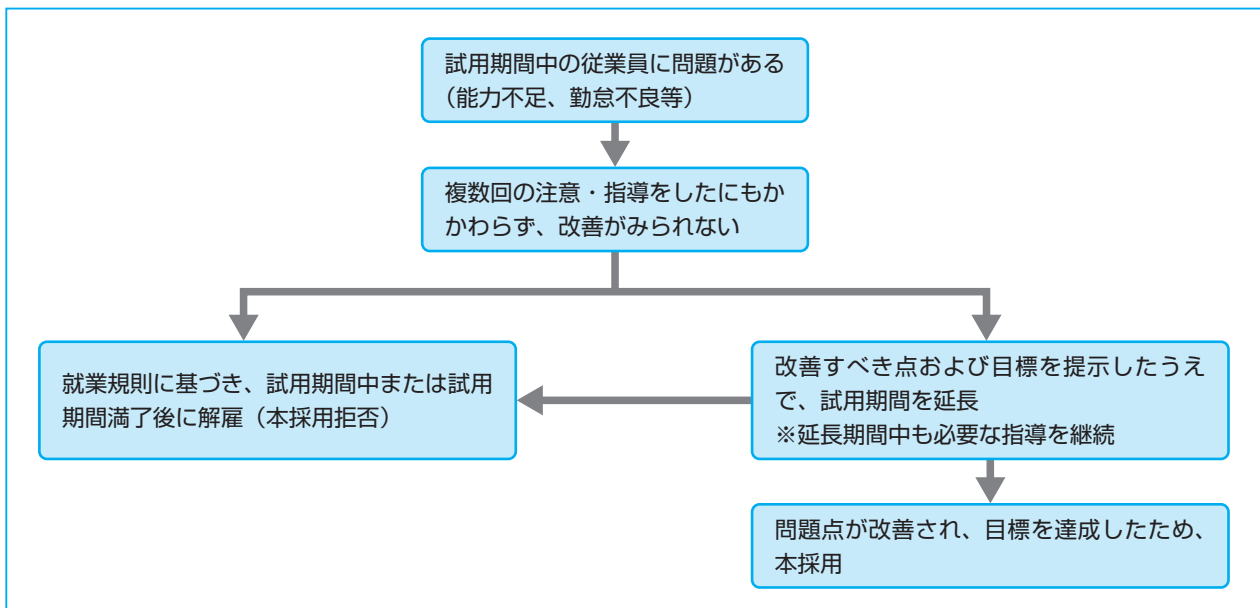 試用期間中の従業員に問題がある
（能力不足、勤怠不良等）
複数回の注意・指導をしたにもか
かわらず、改善がみられない
就業規則に基づき、試用期間中または試用
期間満了後に解雇（本採用拒否）
改善すべき点および目標を提示したうえ
で、試用期間を延長
※延長期間中も必要な指導を継続
問題点が改善され、目標を達成したため、
本採用